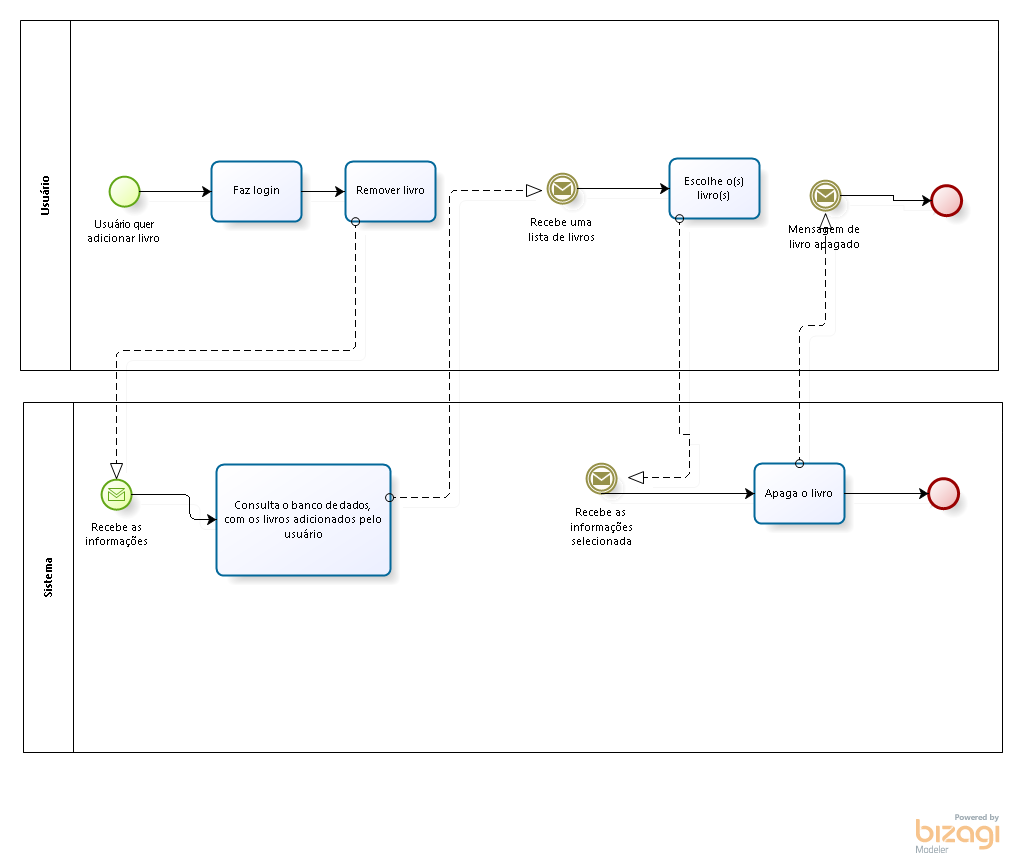 Usuário
Usuário quer
adicionar livro
Faz login
Remover livro
Recebe uma
lista de livros
Escolhe o(s)
livro(s)
Mensagem de
livro apagado
Sistema
Recebe as
informações
Consulta o banco de dados,
com os livros adicionados pelo
usuário
Recebe as
informações
selecionada
Apaga o livro
Powered by
bizagi
Modeler